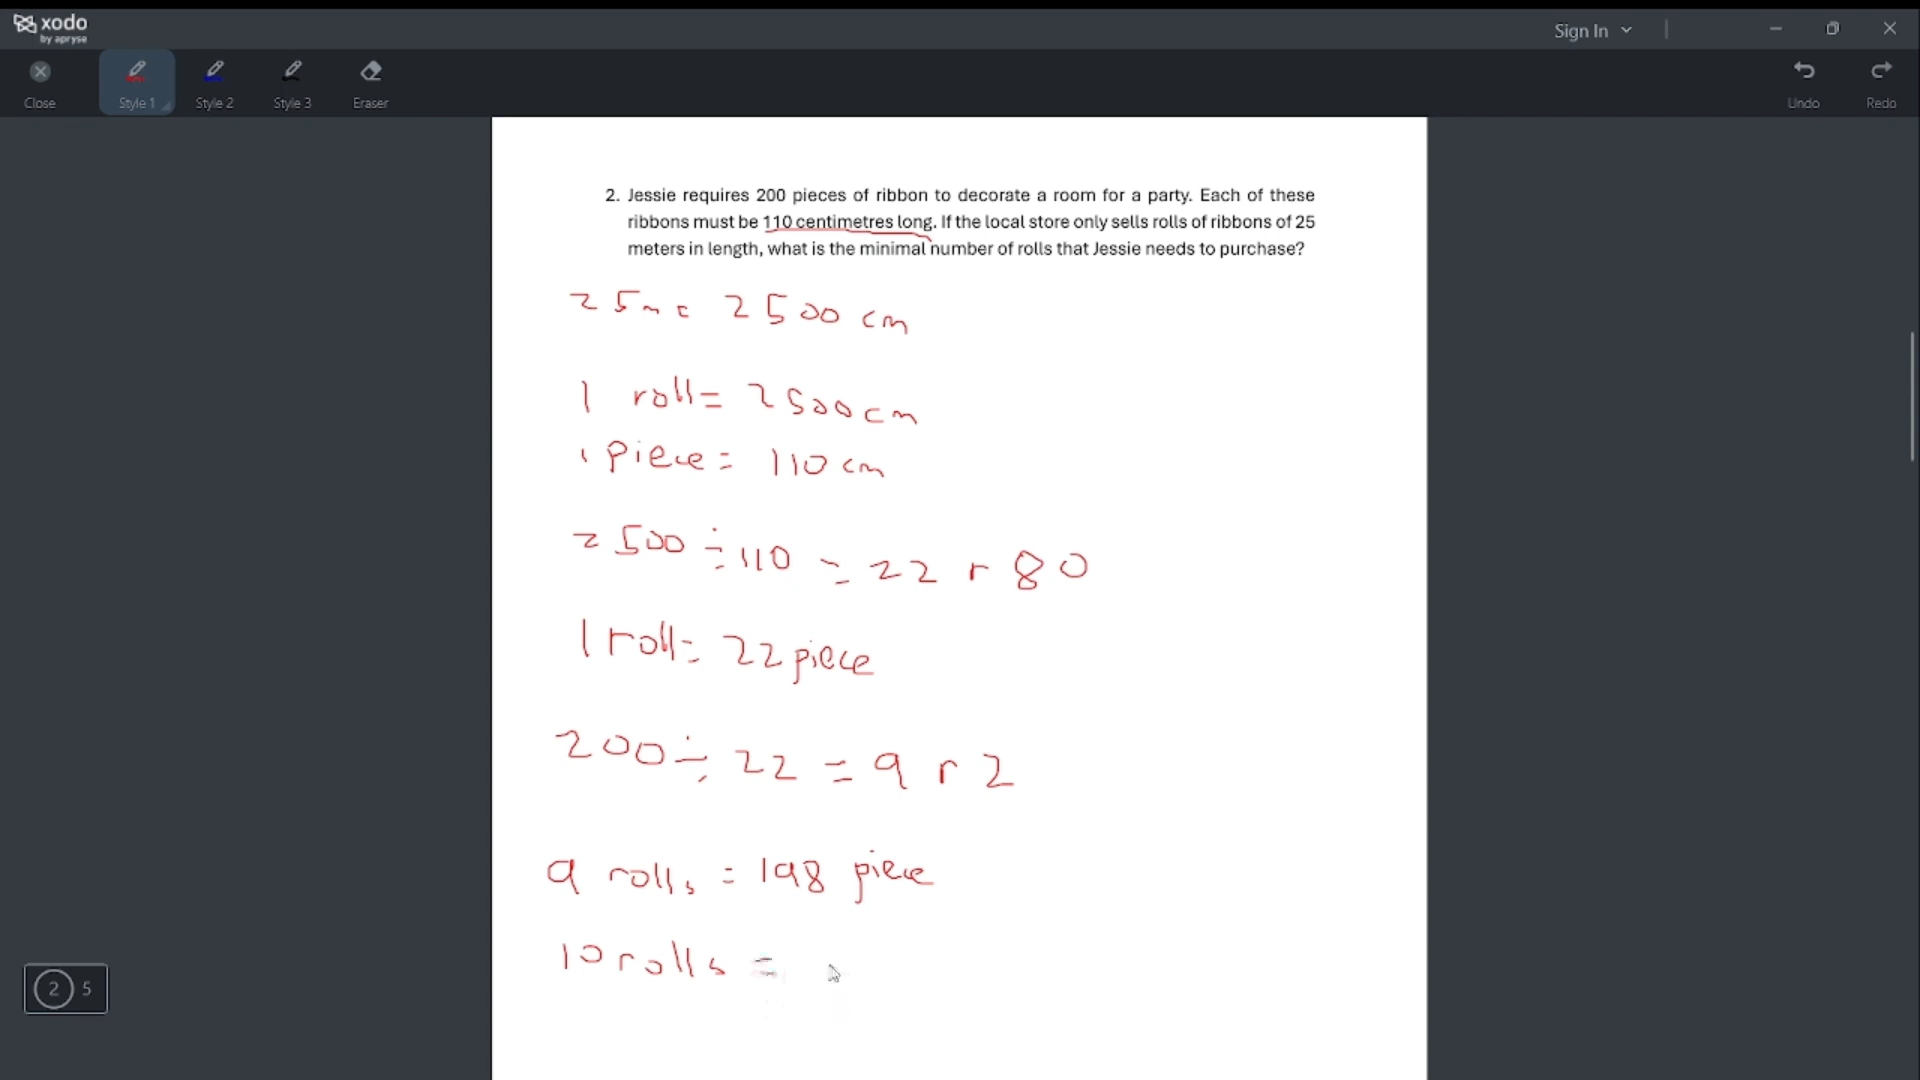 xodo
by apryse
Sign In
Close
Style 1
Style 2
Style 3
Eraser
Undo
Redo
2. Jessie requires 200 pieces of ribbon to decorate a room for a party. Each of these
ribbons must be 110 centimetres long. If the local store only sells rolls of ribbons of 25
meters in length, what is the minimal number of rolls that Jessie needs to purchase?
25m = 2500 cm
1 roll = 2500cm
1 piece = 110 cm
2500 ÷ 110 = 22 r 80
1 roll = 22 piece
200 ÷ 22 = 9 r 2
9 rolls = 198 piece
10 rolls =
2 5